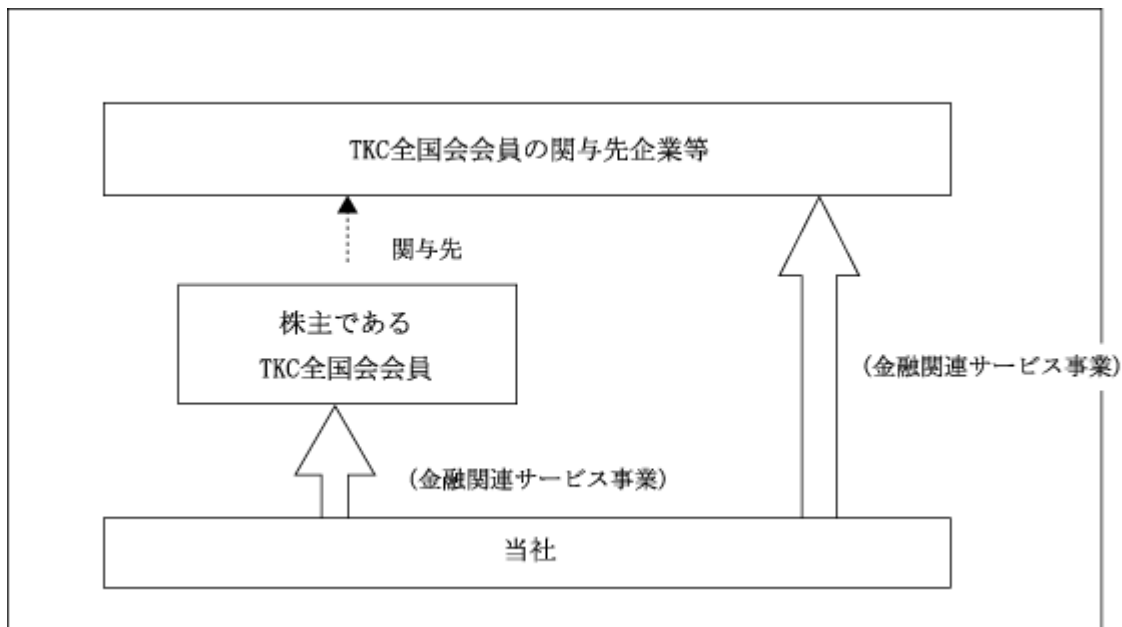 TKC全国会会員の関与先企業等
関与先
株主である
TKC全国会会員
(金融関連サービス事業)
(金融関連サービス事業)
当社